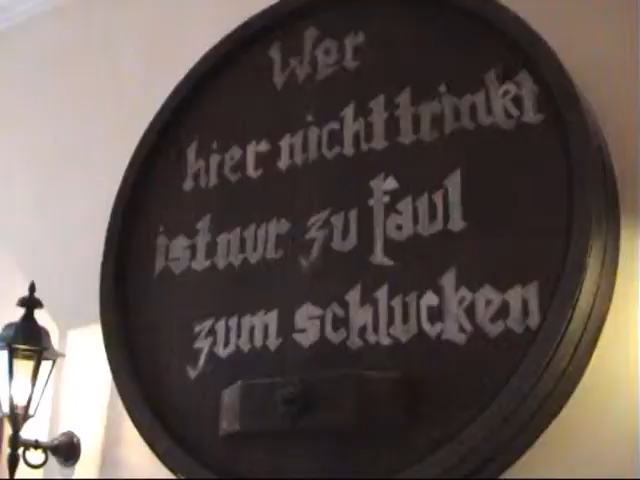 Wer
hier nicht trinkt
ist nur zu faul
zum schlucken